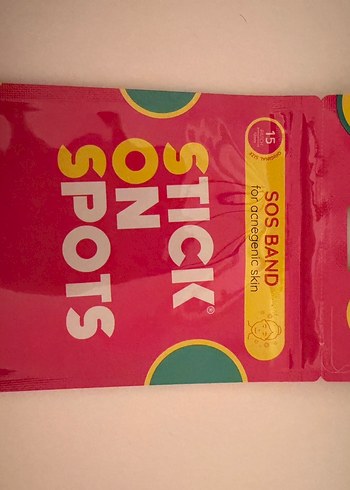 15
SOS BAND
for acnegenic skin
STICK®
ON
SPOTS